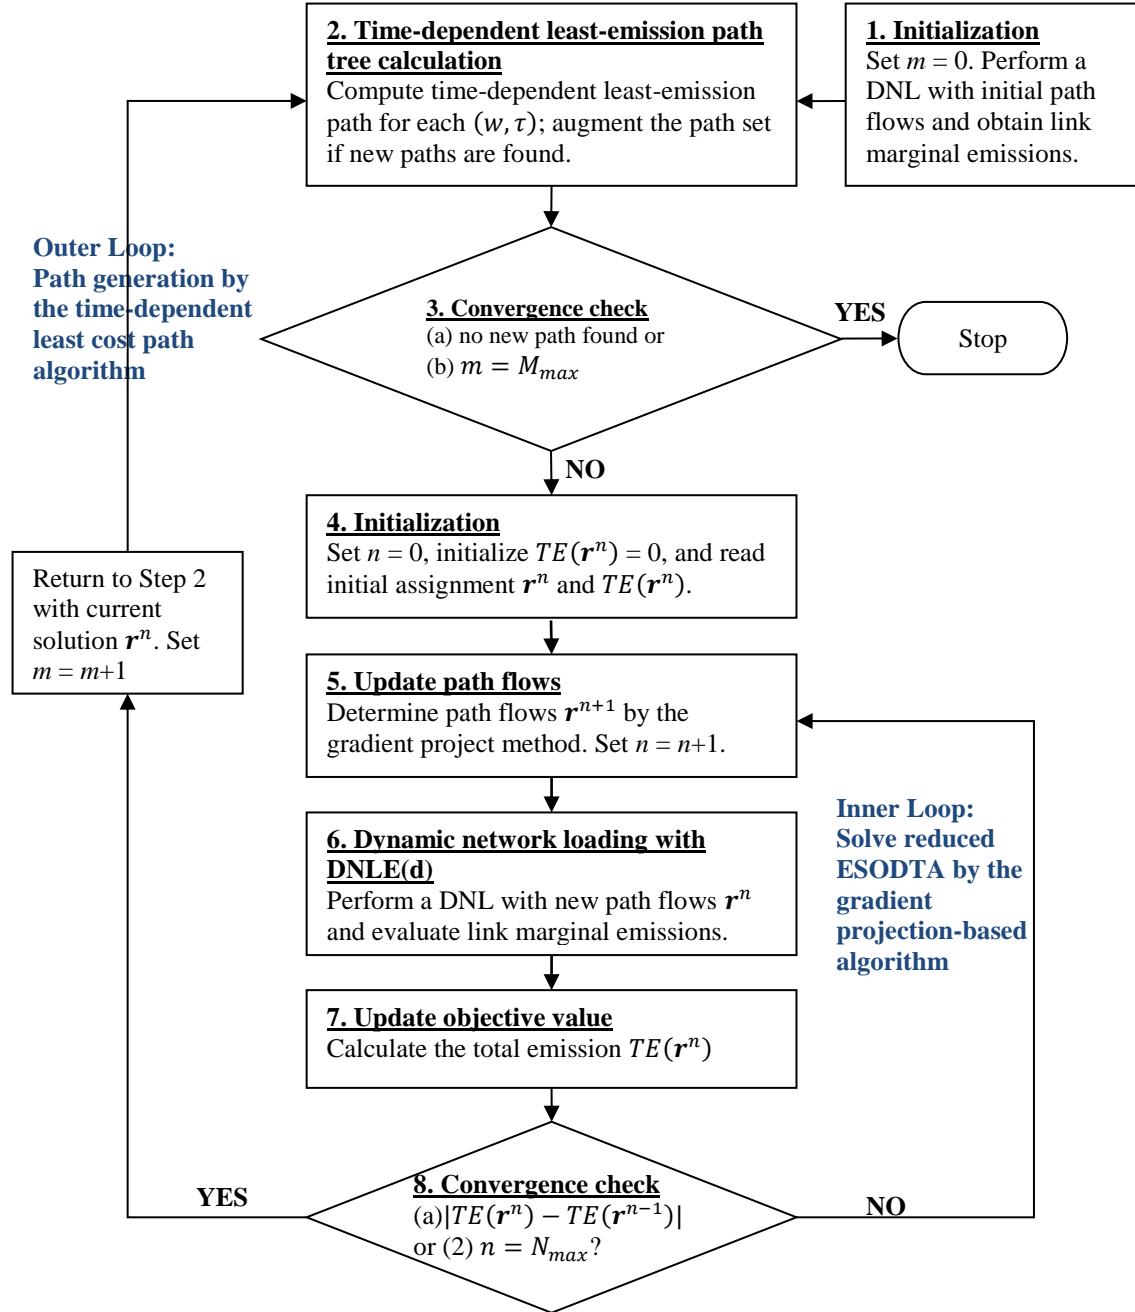 1. Initialization
Set m = 0. Perform a
DNL with initial path
flows and obtain link
marginal emissions.
2. Time-dependent least-emission path
tree calculation
Compute time-dependent least-emission
path for each (w, τ); augment the path set
if new paths are found.
Outer Loop:
Path generation by
the time-dependent
least cost path
algorithm
3. Convergence check
(a) no new path found or
(b) m = M_max
YES
Stop
NO
4. Initialization
Set n = 0, initialize TE(r^n) = 0, and read
initial assignment r^n and TE(r^n).
Return to Step 2
with current
solution r^n. Set
m = m+1
5. Update path flows
Determine path flows r^{n+1} by the
gradient project method. Set n = n+1.
6. Dynamic network loading with
DNLE(d)
Perform a DNL with new path flows r^n
and evaluate link marginal emissions.
Inner Loop:
Solve reduced
ESODTA by the
gradient
projection-based
algorithm
7. Update objective value
Calculate the total emission TE(r^n)
8. Convergence check
(a)|TE(r^n) − TE(r^{n−1})|
or (2) n = N_max?
YES
NO